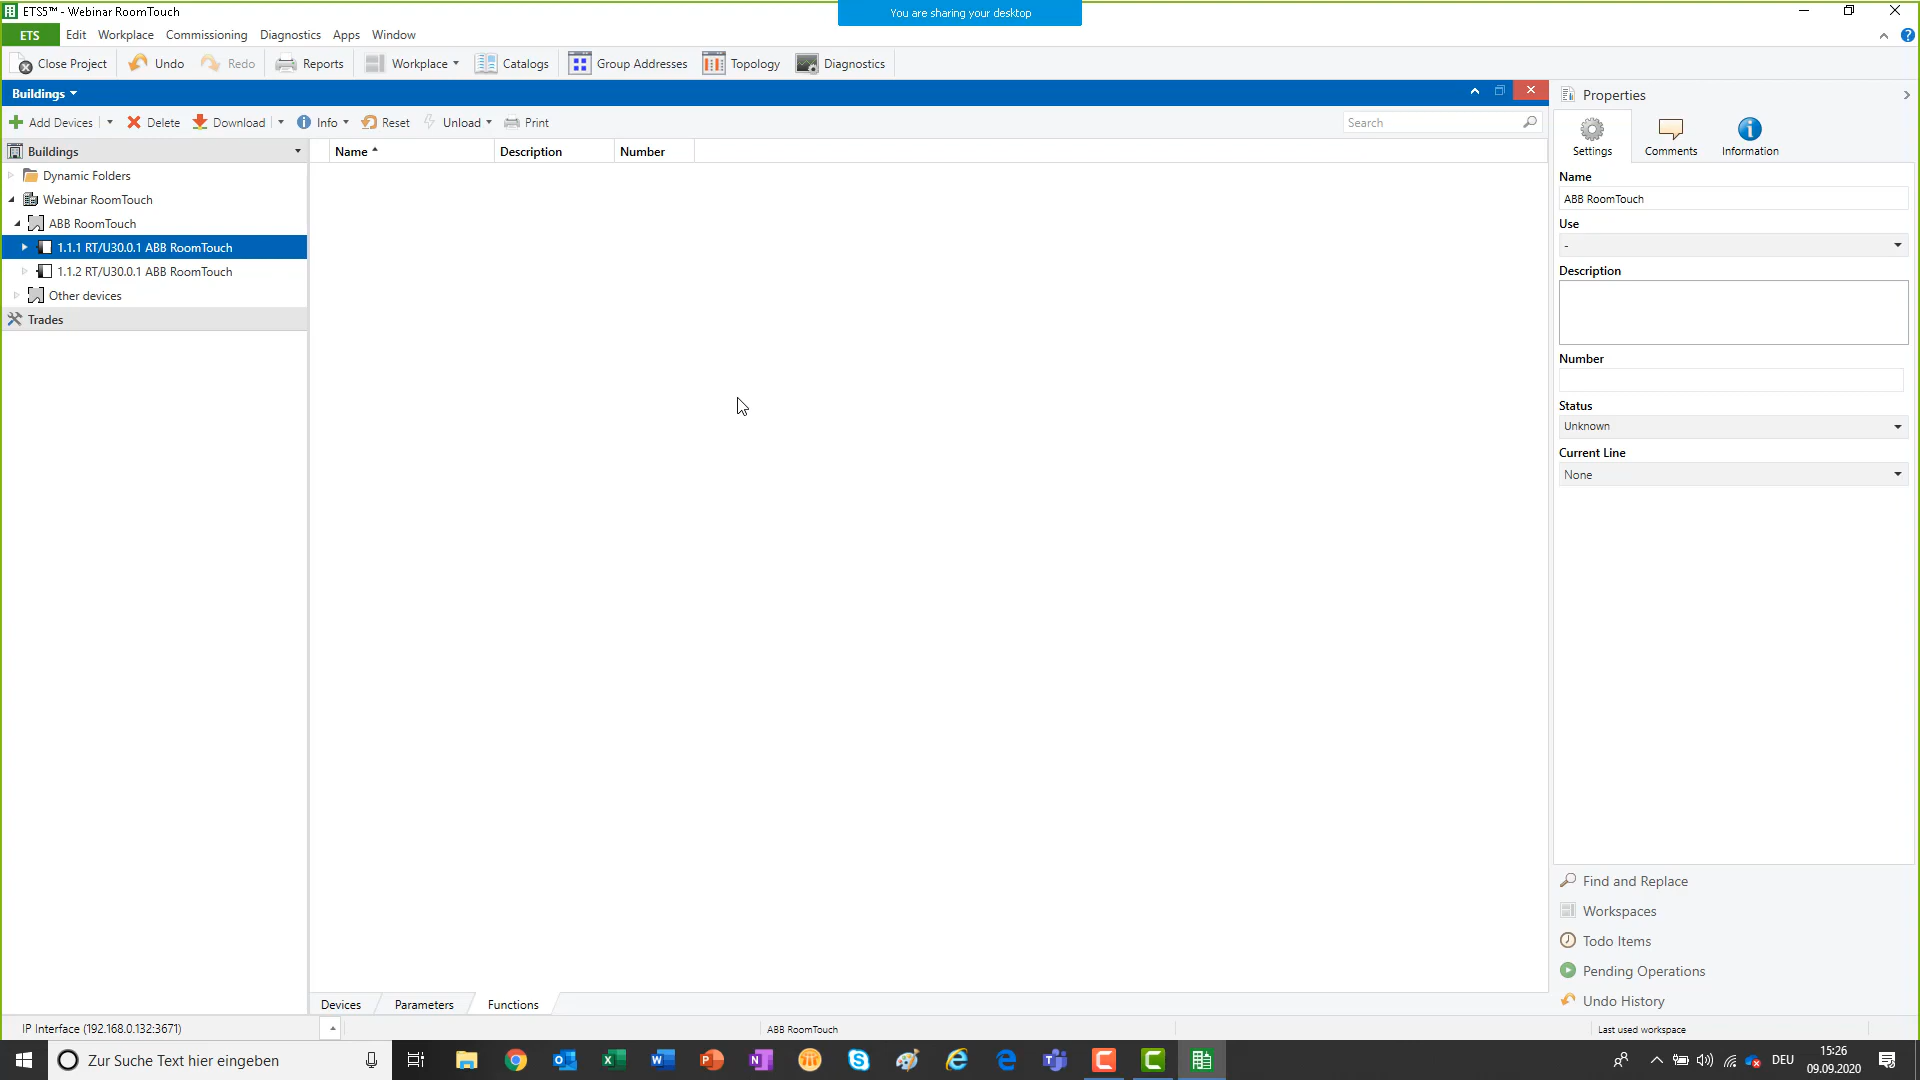 ETS5™ - Webinar RoomTouch
You are sharing your desktop
ETS Edit Workplace Commissioning Diagnostics Apps Window
Close Project Undo Redo Reports Workplace Catalogs Group Addresses Topology Diagnostics
Buildings
Add Devices Delete Download Info Reset Unload Print Search
Buildings
Name Description Number
Dynamic Folders
Webinar RoomTouch
ABB RoomTouch
1.1.1 RT/U30.0.1 ABB RoomTouch
1.1.2 RT/U30.0.1 ABB RoomTouch
Other devices
Trades
Properties
Settings Comments Information
Name
ABB RoomTouch
Use
-
Description
Number
Status
Unknown
Current Line
None
Find and Replace
Workspaces
Todo Items
Pending Operations
Undo History
Devices Parameters Functions
IP Interface (192.168.0.132:3671) ABB RoomTouch Last used workspace
Zur Suche Text hier eingeben
DEU
15:26
09.09.2020